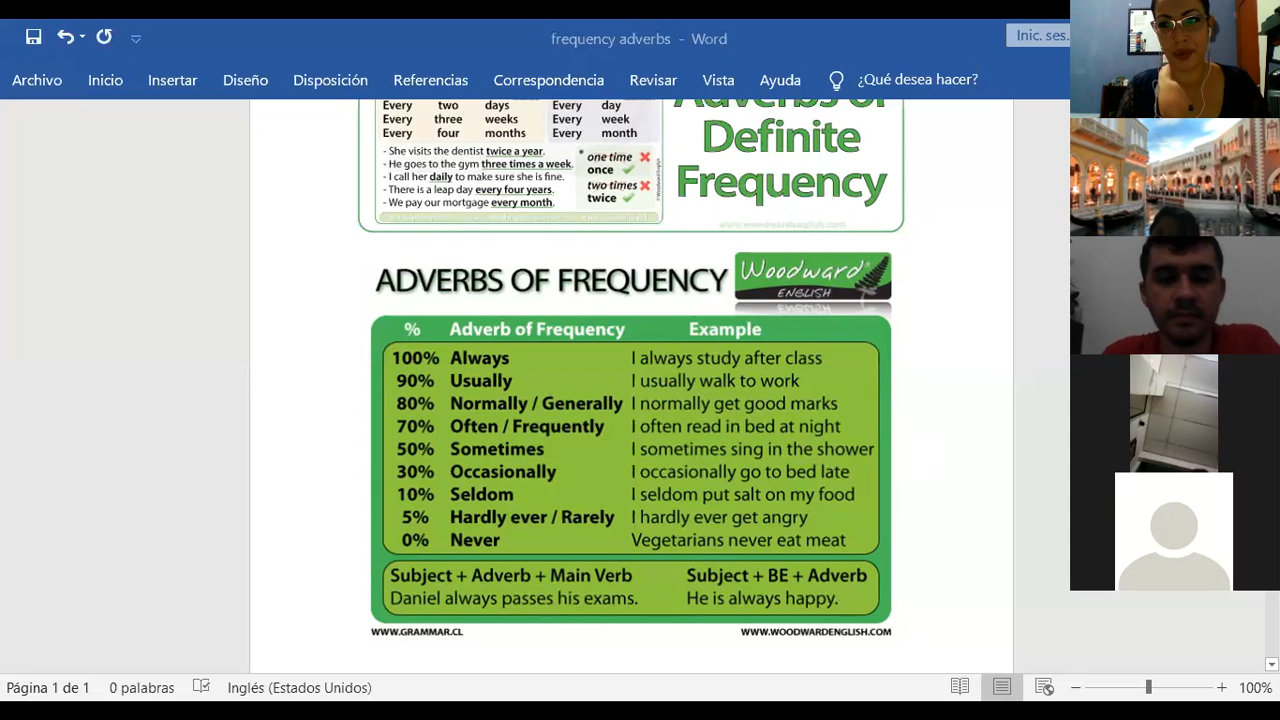 frequency adverbs - Word
Inic. ses.
Archivo Inicio Insertar Diseño Disposición Referencias Correspondencia Revisar Vista Ayuda ¿Qué desea hacer?
Every two days Every day
Every three weeks Every week
Every four months Every month
- She visits the dentist twice a year.
- He goes to the gym three times a week.
- I call her daily to make sure she is fine.
- There is a leap day every four years.
- We pay our mortgage every month.
* one time
once
two times
twice
Adverbs of
Definite
Frequency
www.woodwardenglish.com
ADVERBS OF FREQUENCY
Woodward®
ENGLISH
% Adverb of Frequency Example
100% Always I always study after class
90% Usually I usually walk to work
80% Normally / Generally I normally get good marks
70% Often / Frequently I often read in bed at night
50% Sometimes I sometimes sing in the shower
30% Occasionally I occasionally go to bed late
10% Seldom I seldom put salt on my food
5% Hardly ever / Rarely I hardly ever get angry
0% Never Vegetarians never eat meat
Subject + Adverb + Main Verb Subject + BE + Adverb
Daniel always passes his exams. He is always happy.
WWW.GRAMMAR.CL WWW.WOODWARDENGLISH.COM
Página 1 de 1 0 palabras Inglés (Estados Unidos) 100%